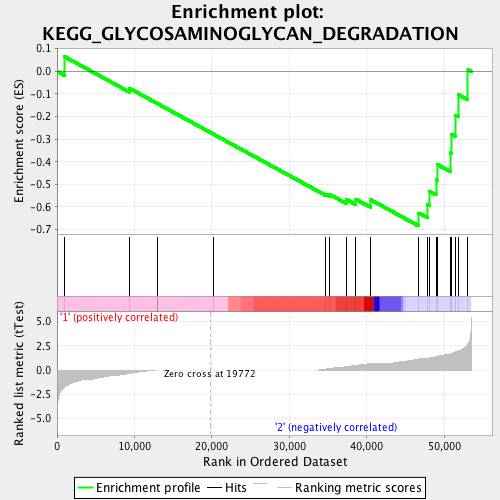 Enrichment plot:
KEGG_GLYCOSAMINOGLYCAN_DEGRADATION
Enrichment score (ES)
0.1
0.0
-0.1
-0.2
-0.3
-0.4
-0.5
-0.6
-0.7
Ranked list metric (tTest)
'1' (positively correlated)
5.0
2.5
0.0
-2.5
-5.0
Zero cross at 19772
'2' (negatively correlated)
0 10,000 20,000 30,000 40,000 50,000
Rank in Ordered Dataset
Enrichment profile Hits Ranking metric scores